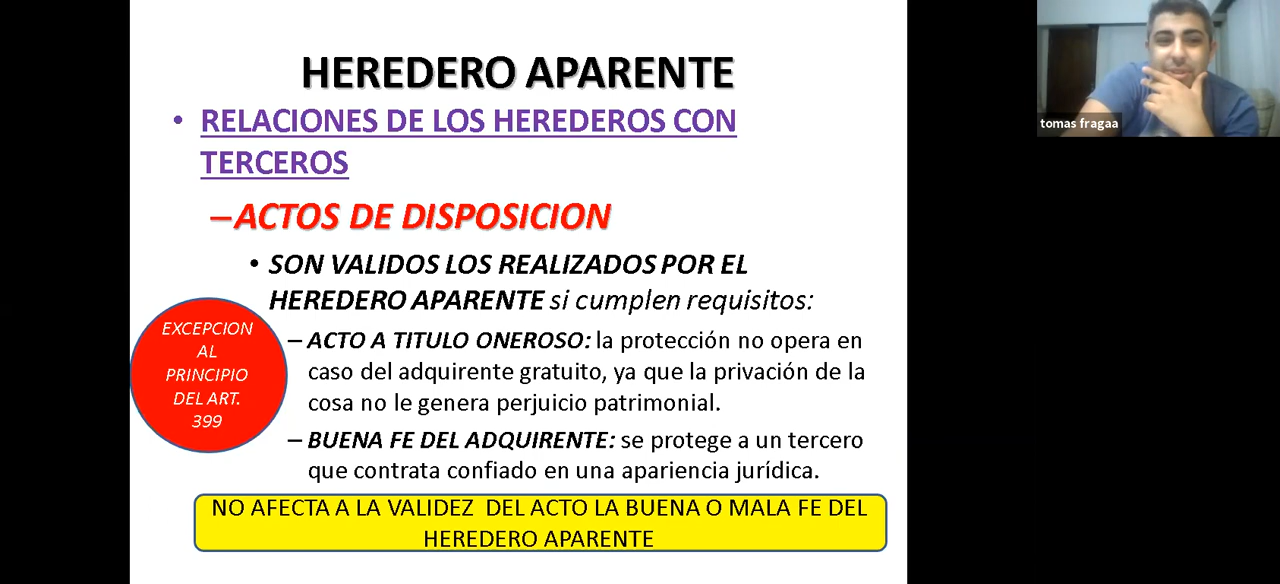 HEREDERO APARENTE
• RELACIONES DE LOS HEREDEROS CON
TERCEROS
–ACTOS DE DISPOSICION
• SON VALIDOS LOS REALIZADOS POR EL
HEREDERO APARENTE si cumplen requisitos:
– ACTO A TITULO ONEROSO: la protección no opera en
caso del adquirente gratuito, ya que la privación de la
cosa no le genera perjuicio patrimonial.
– BUENA FE DEL ADQUIRENTE: se protege a un tercero
que contrata confiado en una apariencia jurídica.
EXCEPCION
AL
PRINCIPIO
DEL ART.
399
NO AFECTA A LA VALIDEZ  DEL ACTO LA BUENA O MALA FE DEL
HEREDERO APARENTE
tomas fragaa